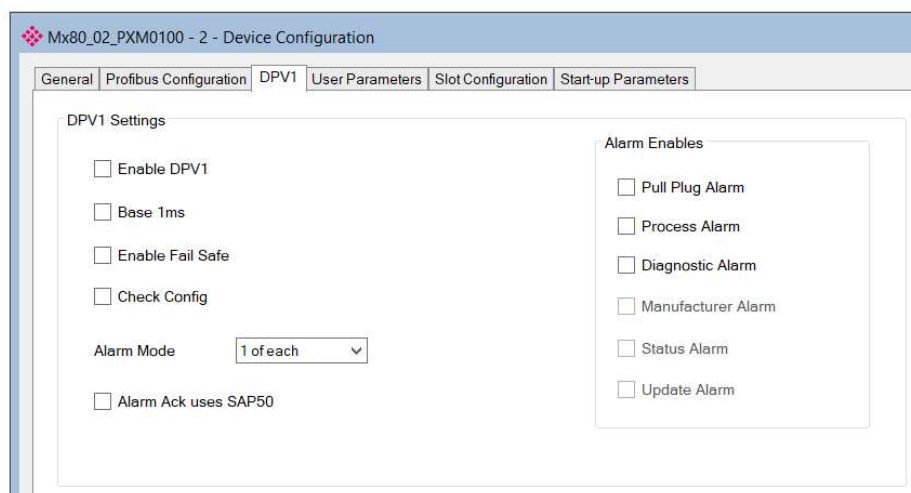 Mx80_02_PXM0100 - 2 - Device Configuration
General Profibus Configuration DPV1 User Parameters Slot Configuration Start-up Parameters
DPV1 Settings
Enable DPV1
Base 1ms
Enable Fail Safe
Check Config
Alarm Mode 1 of each
Alarm Ack uses SAP50
Alarm Enables
Pull Plug Alarm
Process Alarm
Diagnostic Alarm
Manufacturer Alarm
Status Alarm
Update Alarm